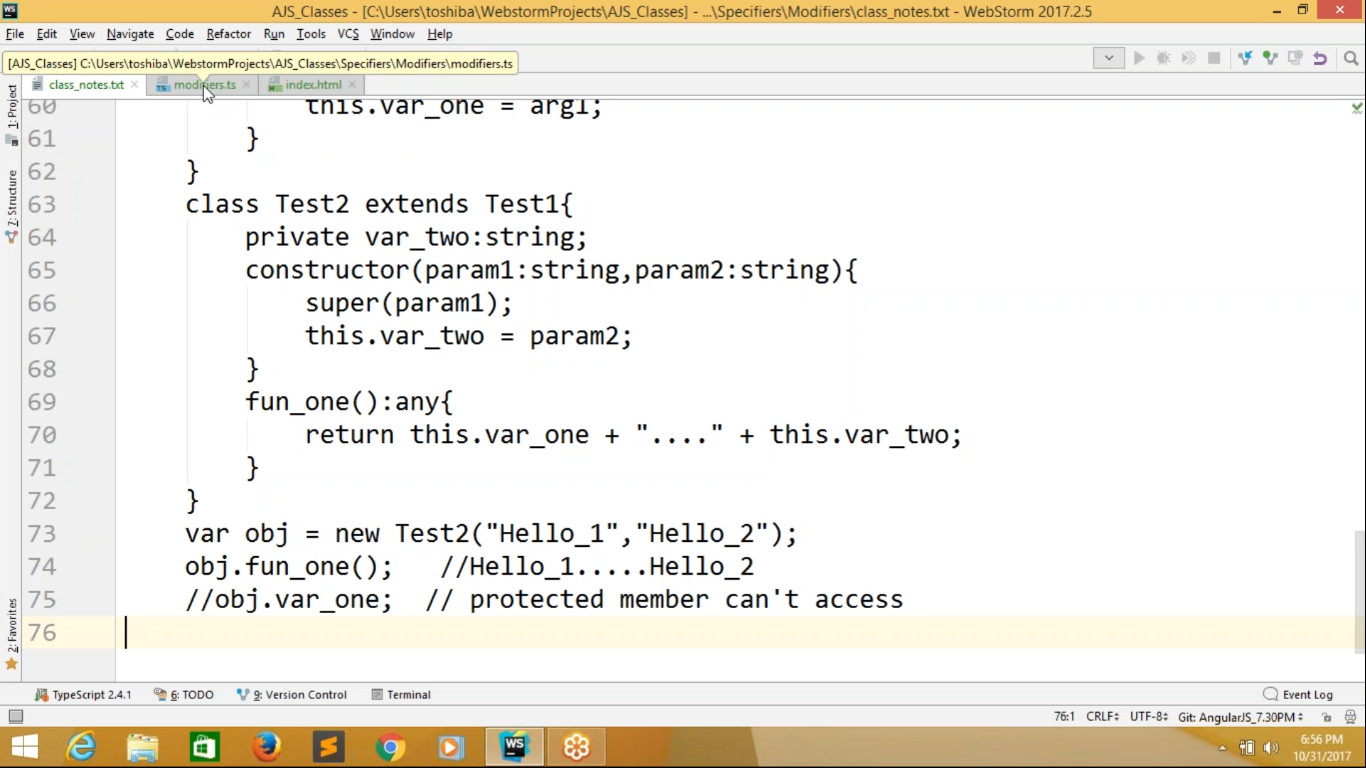 AJS_Classes - [C:\Users\toshiba\WebstormProjects\AJS_Classes] - ...\Specifiers\Modifiers\class_notes.txt - WebStorm 2017.2.5
File Edit View Navigate Code Refactor Run Tools VCS Window Help
[AJS_Classes] C:\Users\toshiba\WebstormProjects\AJS_Classes\Specifiers\Modifiers\modifiers.ts
class_notes.txt modifiers.ts index.html
1: Project
7: Structure
2: Favorites
60 this.var_one = arg1;
61 }
62 }
63 class Test2 extends Test1{
64 private var_two:string;
65 constructor(param1:string,param2:string){
66 super(param1);
67 this.var_two = param2;
68 }
69 fun_one():any{
70 return this.var_one + "...." + this.var_two;
71 }
72 }
73 var obj = new Test2("Hello_1","Hello_2");
74 obj.fun_one(); //Hello_1.....Hello_2
75 //obj.var_one; // protected member can't access
76
TypeScript 2.4.1 6: TODO 9: Version Control Terminal Event Log
76:1 CRLF UTF-8 Git: AngularJS_7.30PM
WS
6:56 PM
10/31/2017